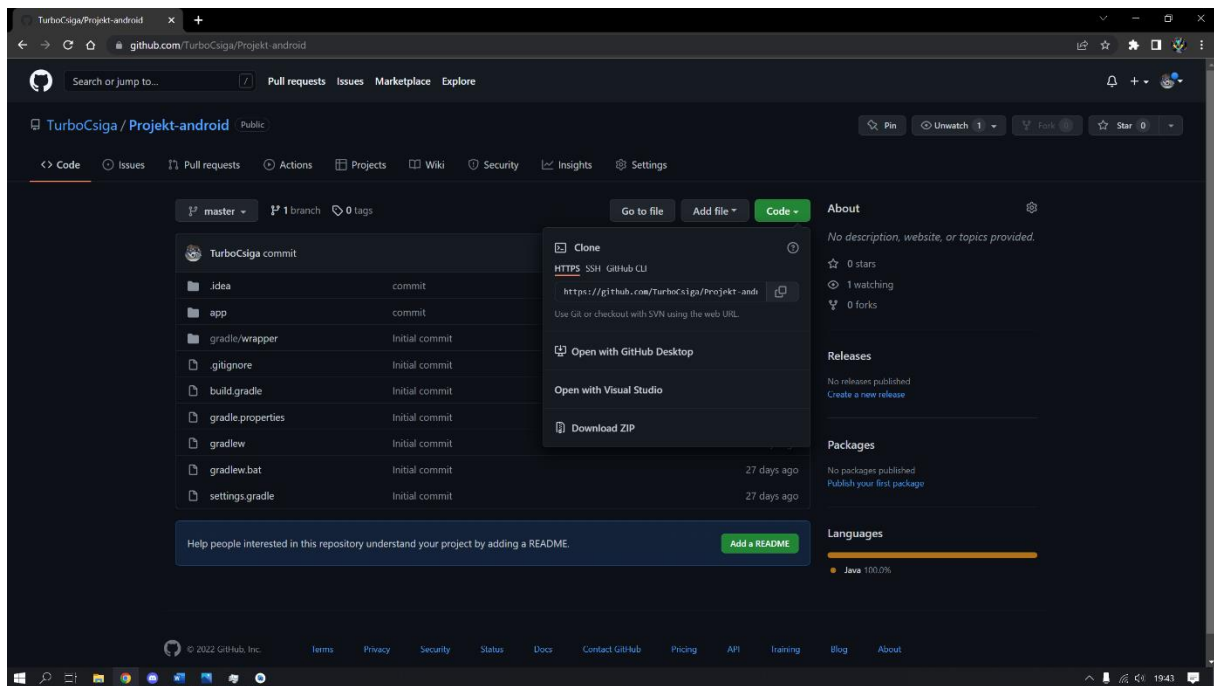 TurboCsiga/Projekt-android
github.com/TurboCsiga/Projekt-android
Search or jump to... / Pull requests Issues Marketplace Explore
TurboCsiga / Projekt-android Public
Pin Unwatch 1 Fork 0 Star 0
<> Code Issues Pull requests Actions Projects Wiki Security Insights Settings
master 1 branch 0 tags Go to file Add file Code
TurboCsiga commit
.idea commit
app commit
gradle/wrapper Initial commit
.gitignore Initial commit
build.gradle Initial commit
gradle.properties Initial commit
gradlew Initial commit
gradlew.bat Initial commit 27 days ago
settings.gradle Initial commit 27 days ago
Clone
HTTPS SSH GitHub CLI
https://github.com/TurboCsiga/Projekt-and
Use Git or checkout with SVN using the web URL.
Open with GitHub Desktop
Open with Visual Studio
Download ZIP
Help people interested in this repository understand your project by adding a README. Add a README
About
No description, website, or topics provided.
0 stars
1 watching
0 forks
Releases
No releases published
Create a new release
Packages
No packages published
Publish your first package
Languages
Java 100.0%
© 2022 GitHub, Inc. Terms Privacy Security Status Docs Contact GitHub Pricing API Training Blog About
19:43